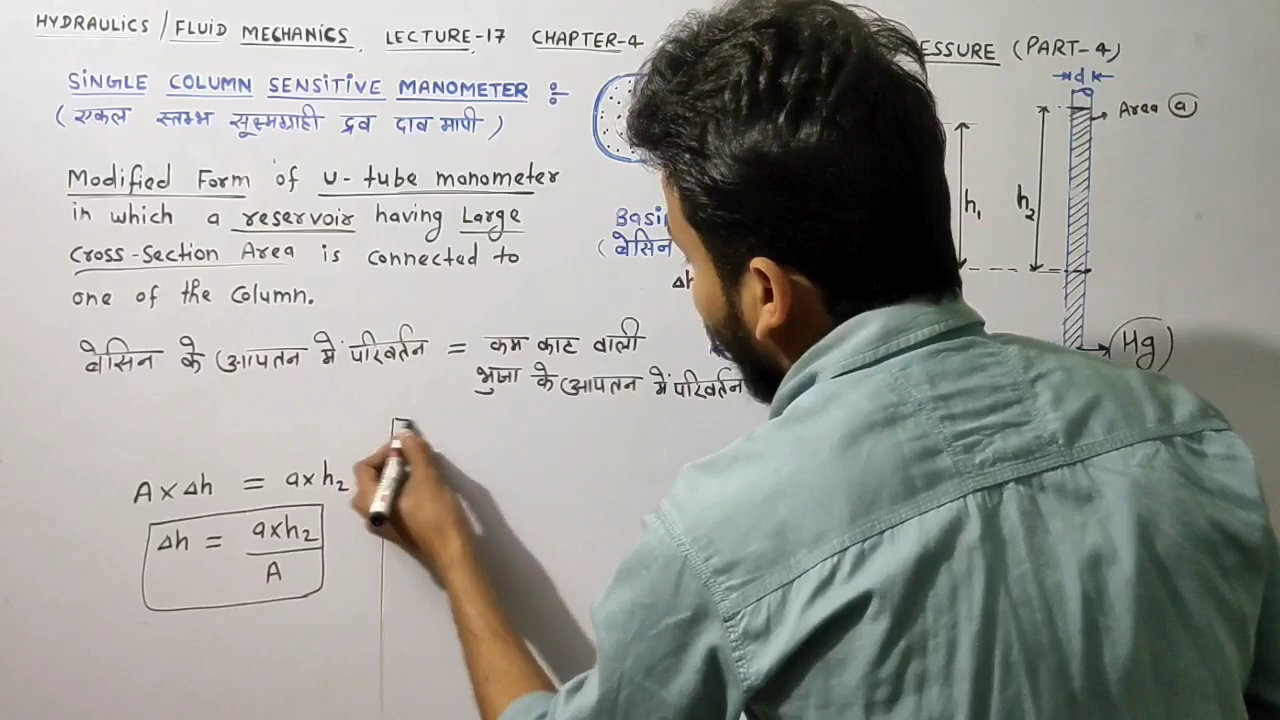 HYDRAULICS / FLUID MECHANICS, LECTURE-17 CHAPTER-4 ESSURE (PART-4)
SINGLE COLUMN SENSITIVE MANOMETER :-
(एकल स्तम्भ सूक्ष्मग्राही द्रव दाब मापी)
Modified Form of U-tube manometer
in which a reservoir having Large
Cross-Section Area is connected to
one of the Column.
बेसिन के आयतन में परिवर्तन = कम काट वाली
भुजा के आयतन में परिवर्तन
A × Δh = a × h2
Δh = a × h2 / A
Basi
(बेसिन
Δh
h1
h2
d
Area a
Hg